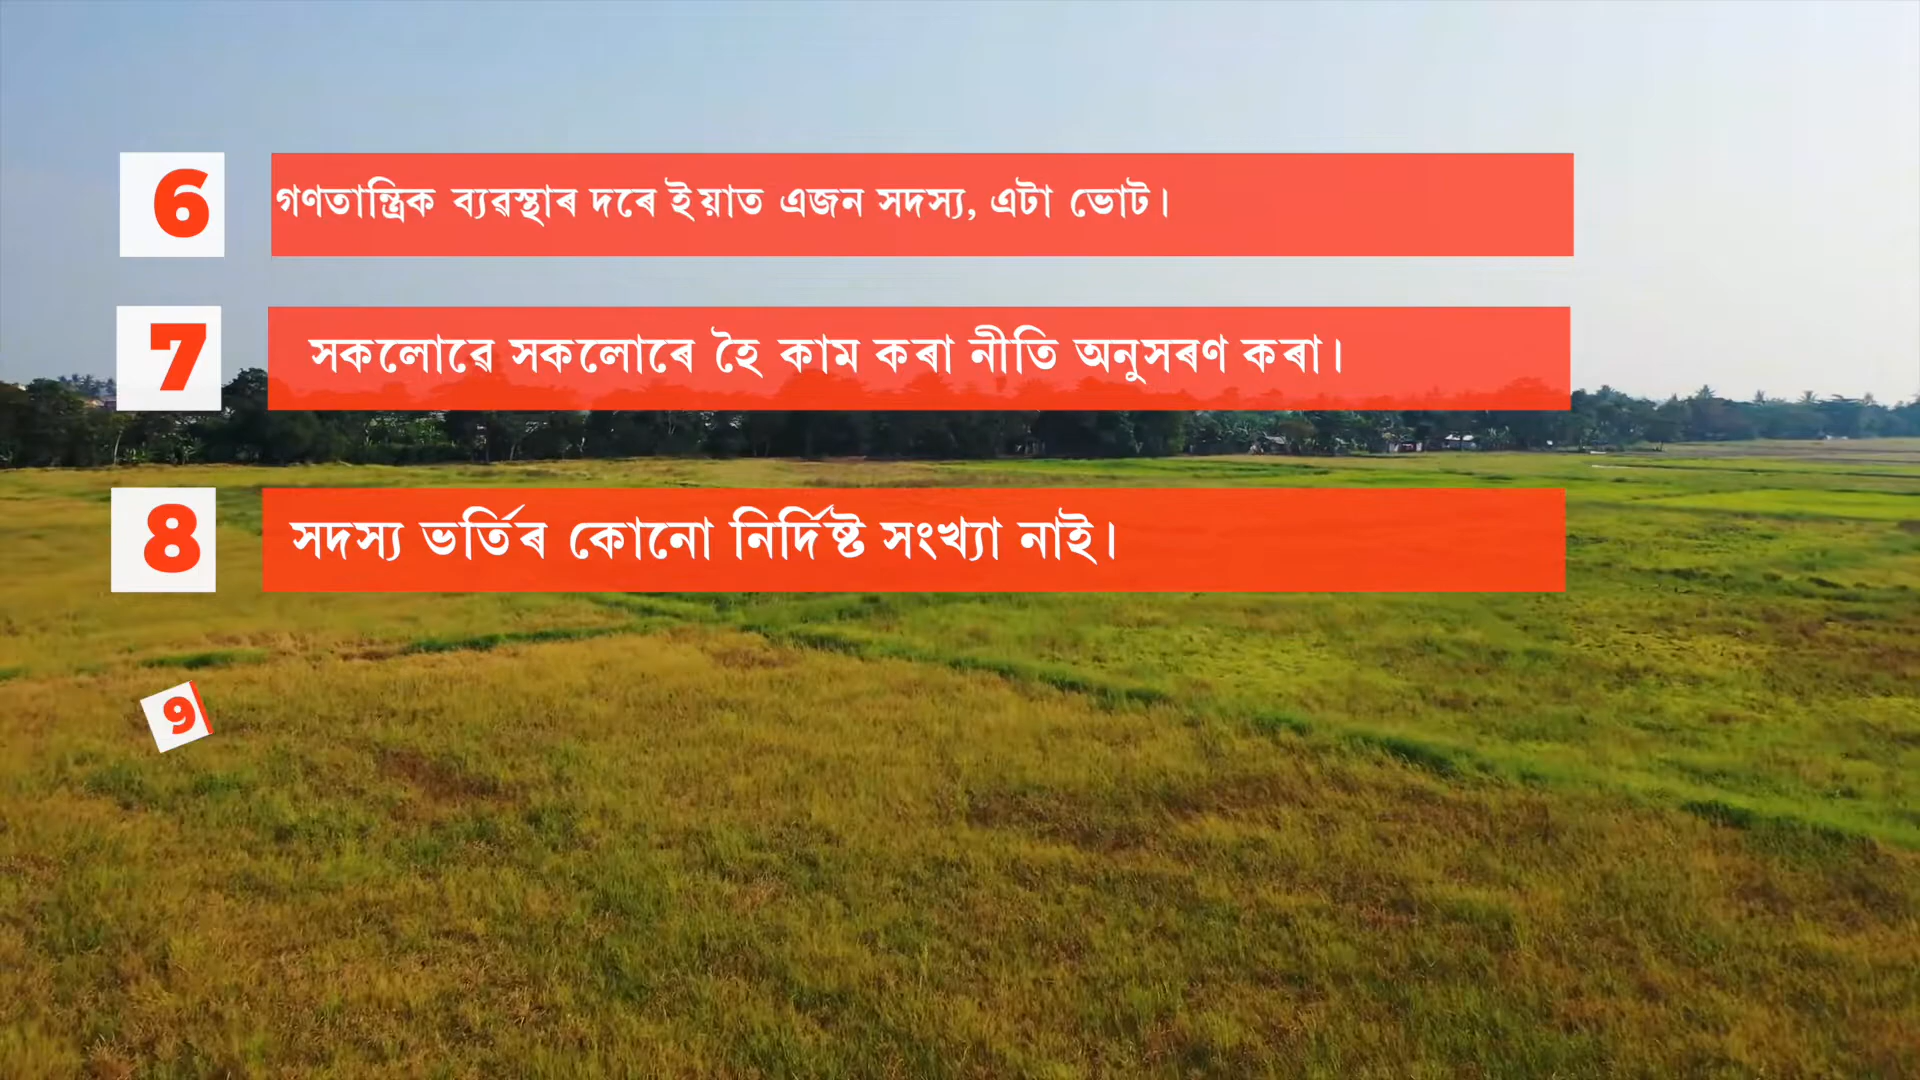 6 গণতান্ত্ৰিক ব্যৱস্থাৰ দৰে ইয়াত এজন সদস্য, এটা ভোট।
7 সকলোৱে সকলোৰে হৈ কাম কৰা নীতি অনুসৰণ কৰা।
8 সদস্য ভৰ্তিৰ কোনো নিৰ্দিষ্ট সংখ্যা নাই।
9